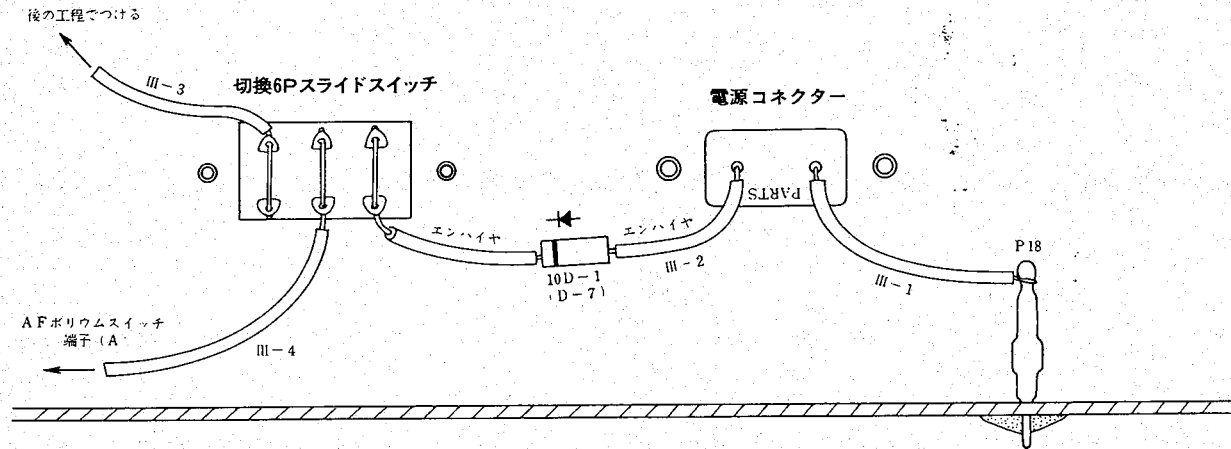 後の工程でつける
III-3
切換6Pスライドスイッチ
電源コネクター
PARTS
エンハイヤ
エンハイヤ
10D-1
(D-7)
III-2
III-1
P18
AFボリウムスイッチ
端子(A
III-4